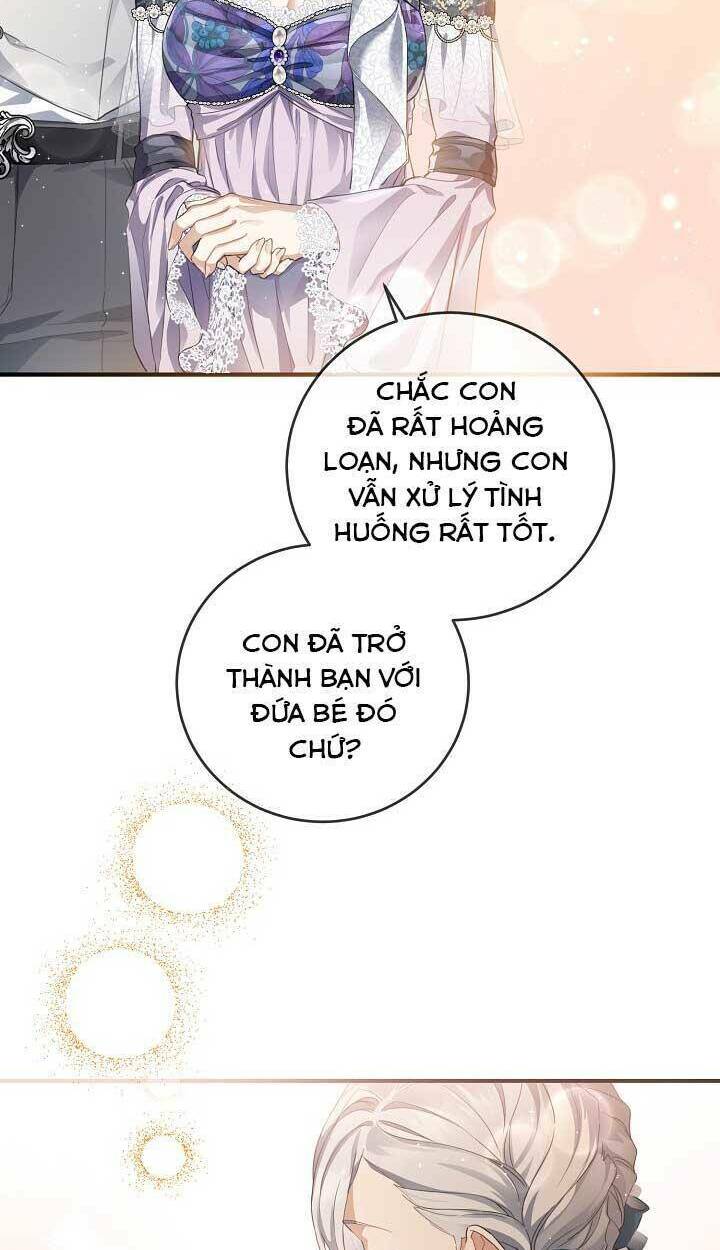 CHẮC CON
ĐÃ RẤT HOẢNG
LOẠN, NHƯNG CON
VẪN XỬ LÝ TÌNH
HUỐNG RẤT TỐT.
CON ĐÃ TRỞ
THÀNH BẠN VỚI
ĐỨA BÉ ĐÓ
CHỨ?